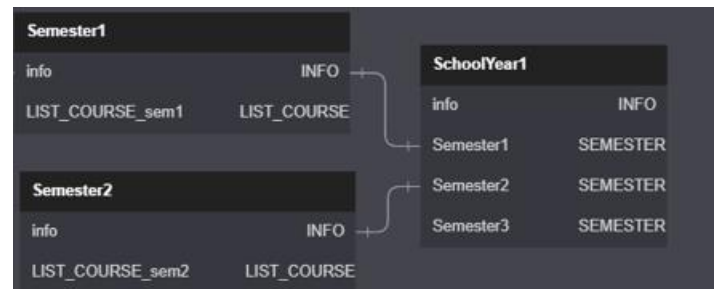 Semester1
info INFO
LIST_COURSE_sem1 LIST_COURSE
Semester2
info INFO
LIST_COURSE_sem2 LIST_COURSE
SchoolYear1
info INFO
Semester1 SEMESTER
Semester2 SEMESTER
Semester3 SEMESTER